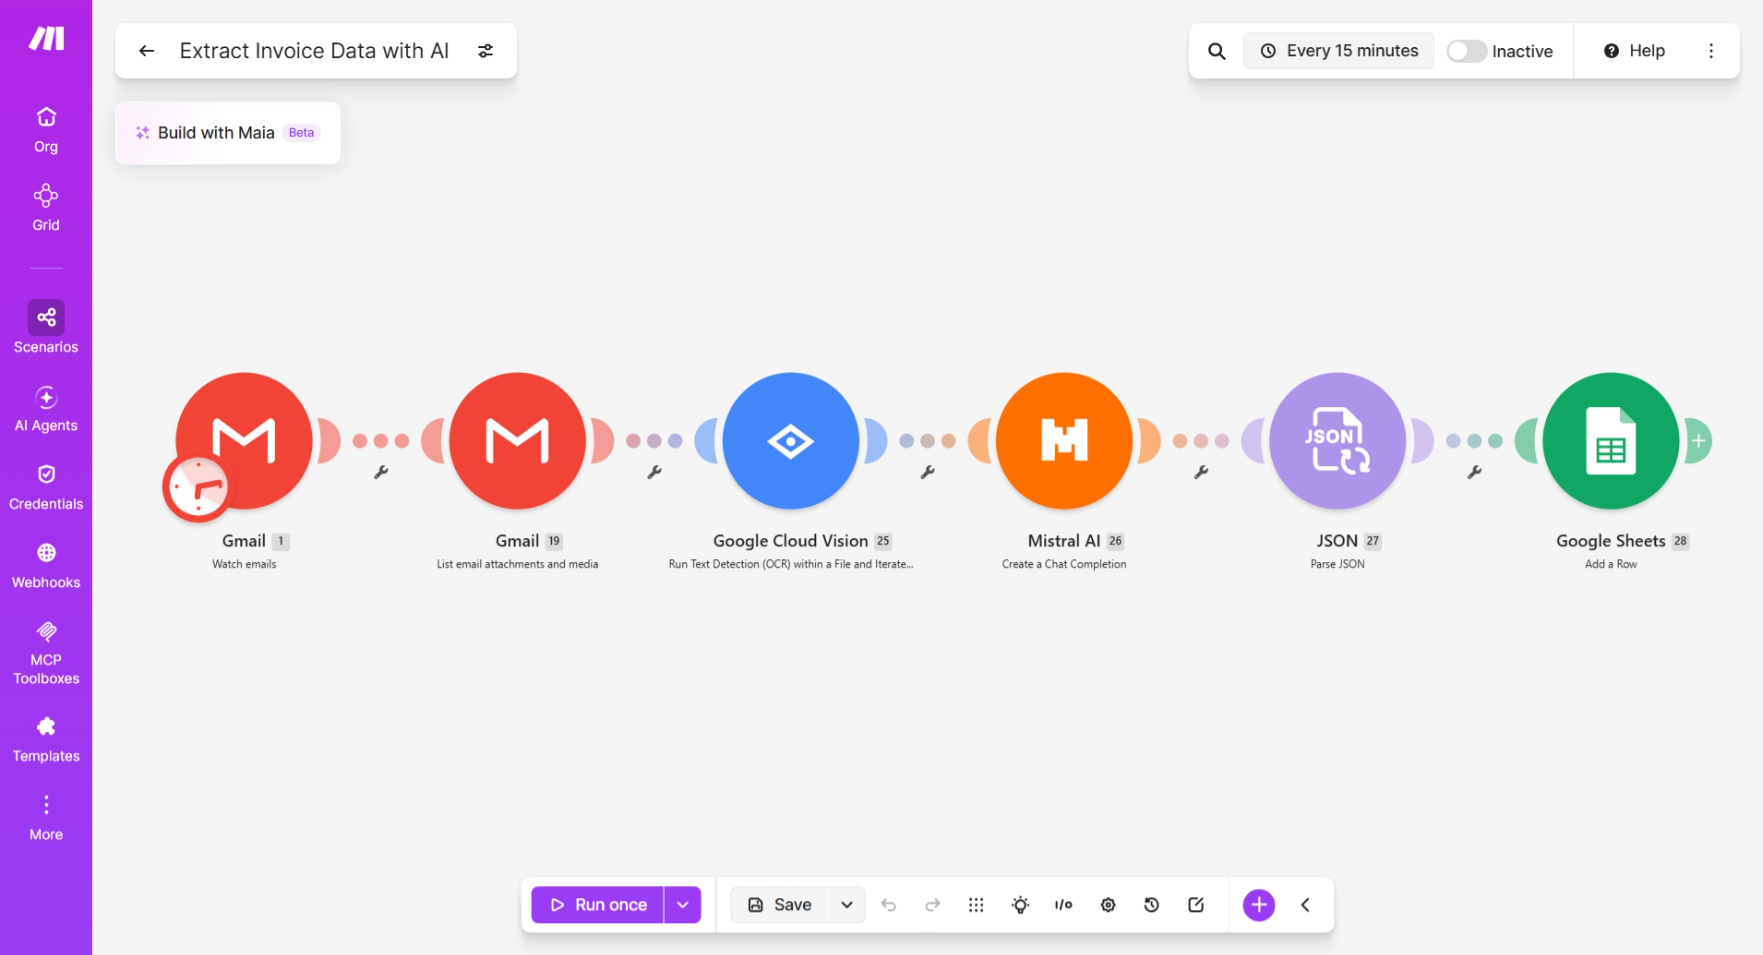 Extract Invoice Data with AI
Every 15 minutes
Inactive
Help
Build with Maia Beta
Org
Grid
Scenarios
AI Agents
Credentials
Webhooks
MCP
Toolboxes
Templates
More
Gmail 1
Watch emails
Gmail 19
List email attachments and media
Google Cloud Vision 25
Run Text Detection (OCR) within a File and Iterate...
Mistral AI 26
Create a Chat Completion
JSON
JSON 27
Parse JSON
Google Sheets 28
Add a Row
Run once
Save
I/O